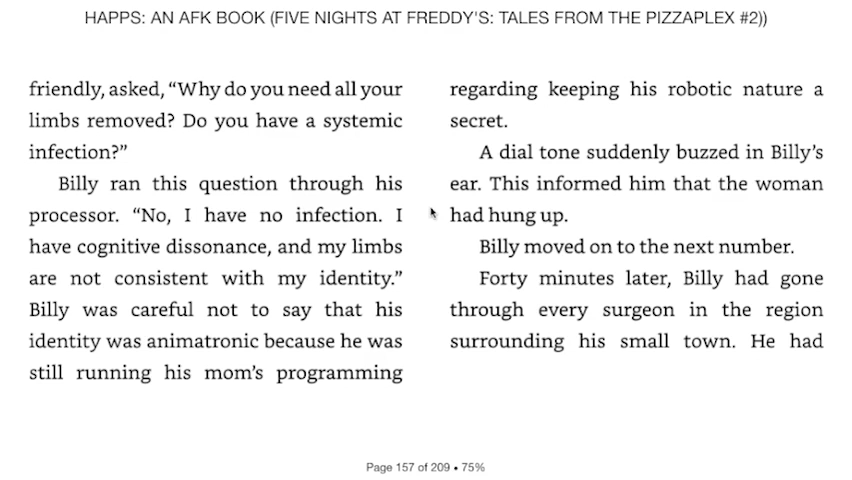 HAPPS: AN AFK BOOK (FIVE NIGHTS AT FREDDY'S: TALES FROM THE PIZZAPLEX #2))
friendly, asked, “Why do you need all your
limbs removed? Do you have a systemic
infection?”
Billy ran this question through his
processor. “No, I have no infection. I
have cognitive dissonance, and my limbs
are not consistent with my identity.”
Billy was careful not to say that his
identity was animatronic because he was
still running his mom’s programming
regarding keeping his robotic nature a
secret.
A dial tone suddenly buzzed in Billy’s
ear. This informed him that the woman
had hung up.
Billy moved on to the next number.
Forty minutes later, Billy had gone
through every surgeon in the region
surrounding his small town. He had
Page 157 of 209 • 75%